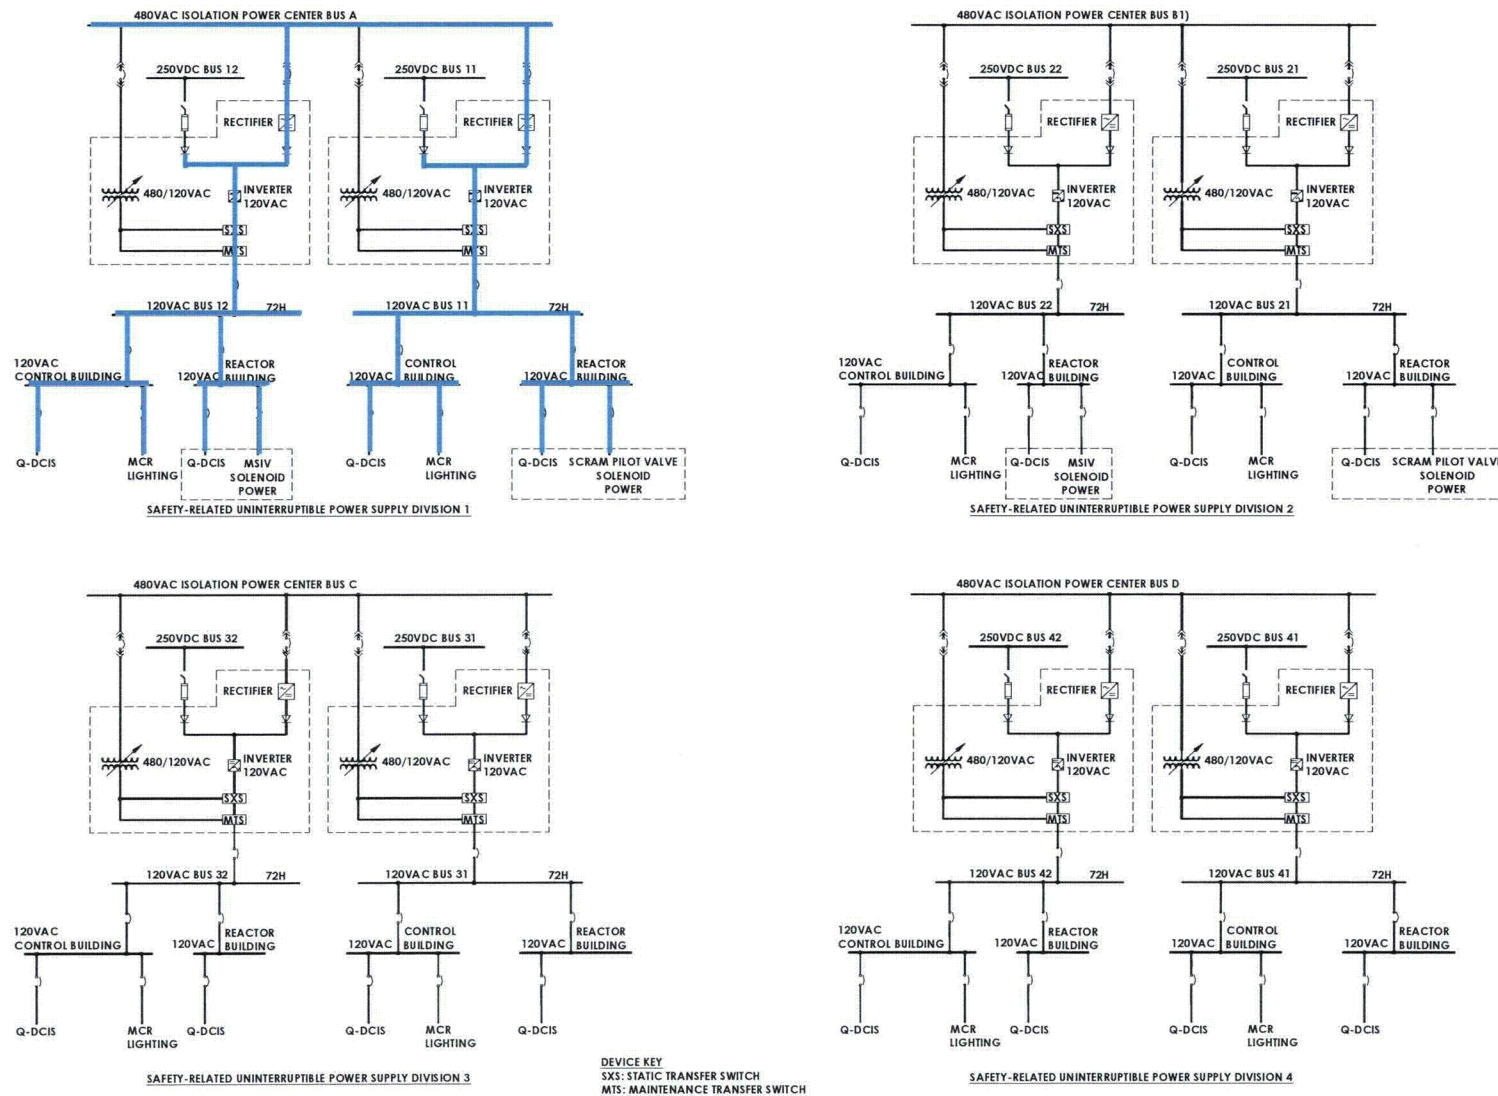 480VAC ISOLATION POWER CENTER BUS A
250VDC BUS 12
250VDC BUS 11
RECTIFIER
RECTIFIER
480/120VAC
INVERTER
120VAC
480/120VAC
INVERTER
120VAC
SXS
MTS
SXS
MTS
120VAC BUS 12
72H
120VAC BUS 11
72H
120VAC
CONTROL BUILDING
120VAC
REACTOR
BUILDING
120VAC
CONTROL
BUILDING
120VAC
REACTOR
BUILDING
Q-DCIS
MCR
LIGHTING
Q-DCIS
MSIV
SOLENOID
POWER
Q-DCIS
MCR
LIGHTING
Q-DCIS
SCRAM PILOT VALVE
SOLENOID
POWER
SAFETY-RELATED UNINTERRUPTIBLE POWER SUPPLY DIVISION 1
480VAC ISOLATION POWER CENTER BUS B1)
250VDC BUS 22
250VDC BUS 21
RECTIFIER
RECTIFIER
480/120VAC
INVERTER
120VAC
480/120VAC
INVERTER
120VAC
SXS
MTS
SXS
MTS
120VAC BUS 22
72H
120VAC BUS 21
72H
120VAC
CONTROL BUILDING
120VAC
REACTOR
BUILDING
120VAC
CONTROL
BUILDING
120VAC
REACTOR
BUILDING
Q-DCIS
MCR
LIGHTING
Q-DCIS
MSIV
SOLENOID
POWER
Q-DCIS
MCR
LIGHTING
Q-DCIS
SCRAM PILOT VALVE
SOLENOID
POWER
SAFETY-RELATED UNINTERRUPTIBLE POWER SUPPLY DIVISION 2
480VAC ISOLATION POWER CENTER BUS C
250VDC BUS 32
250VDC BUS 31
RECTIFIER
RECTIFIER
480/120VAC
INVERTER
120VAC
480/120VAC
INVERTER
120VAC
SXS
MTS
SXS
MTS
120VAC BUS 32
72H
120VAC BUS 31
72H
120VAC
CONTROL BUILDING
120VAC
REACTOR
BUILDING
120VAC
CONTROL
BUILDING
120VAC
REACTOR
BUILDING
Q-DCIS
MCR
LIGHTING
Q-DCIS
Q-DCIS
MCR
LIGHTING
Q-DCIS
SAFETY-RELATED UNINTERRUPTIBLE POWER SUPPLY DIVISION 3
480VAC ISOLATION POWER CENTER BUS D
250VDC BUS 42
250VDC BUS 41
RECTIFIER
RECTIFIER
480/120VAC
INVERTER
120VAC
480/120VAC
INVERTER
120VAC
SXS
MTS
SXS
MTS
120VAC BUS 42
72H
120VAC BUS 41
72H
120VAC
CONTROL BUILDING
120VAC
REACTOR
BUILDING
120VAC
CONTROL
BUILDING
120VAC
REACTOR
BUILDING
Q-DCIS
MCR
LIGHTING
Q-DCIS
Q-DCIS
MCR
LIGHTING
Q-DCIS
SAFETY-RELATED UNINTERRUPTIBLE POWER SUPPLY DIVISION 4
DEVICE KEY
SXS: STATIC TRANSFER SWITCH
MTS: MAINTENANCE TRANSFER SWITCH